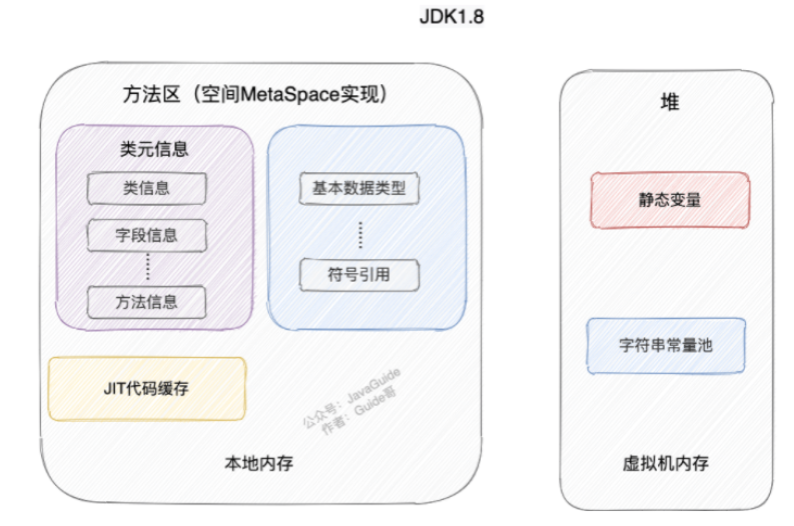 JDK1.8
方法区（空间MetaSpace实现）
类元信息
类信息
字段信息
方法信息
基本数据类型
符号引用
JIT代码缓存
公众号：JavaGuide
作者：Guide哥
本地内存
堆
静态变量
字符串常量池
虚拟机内存